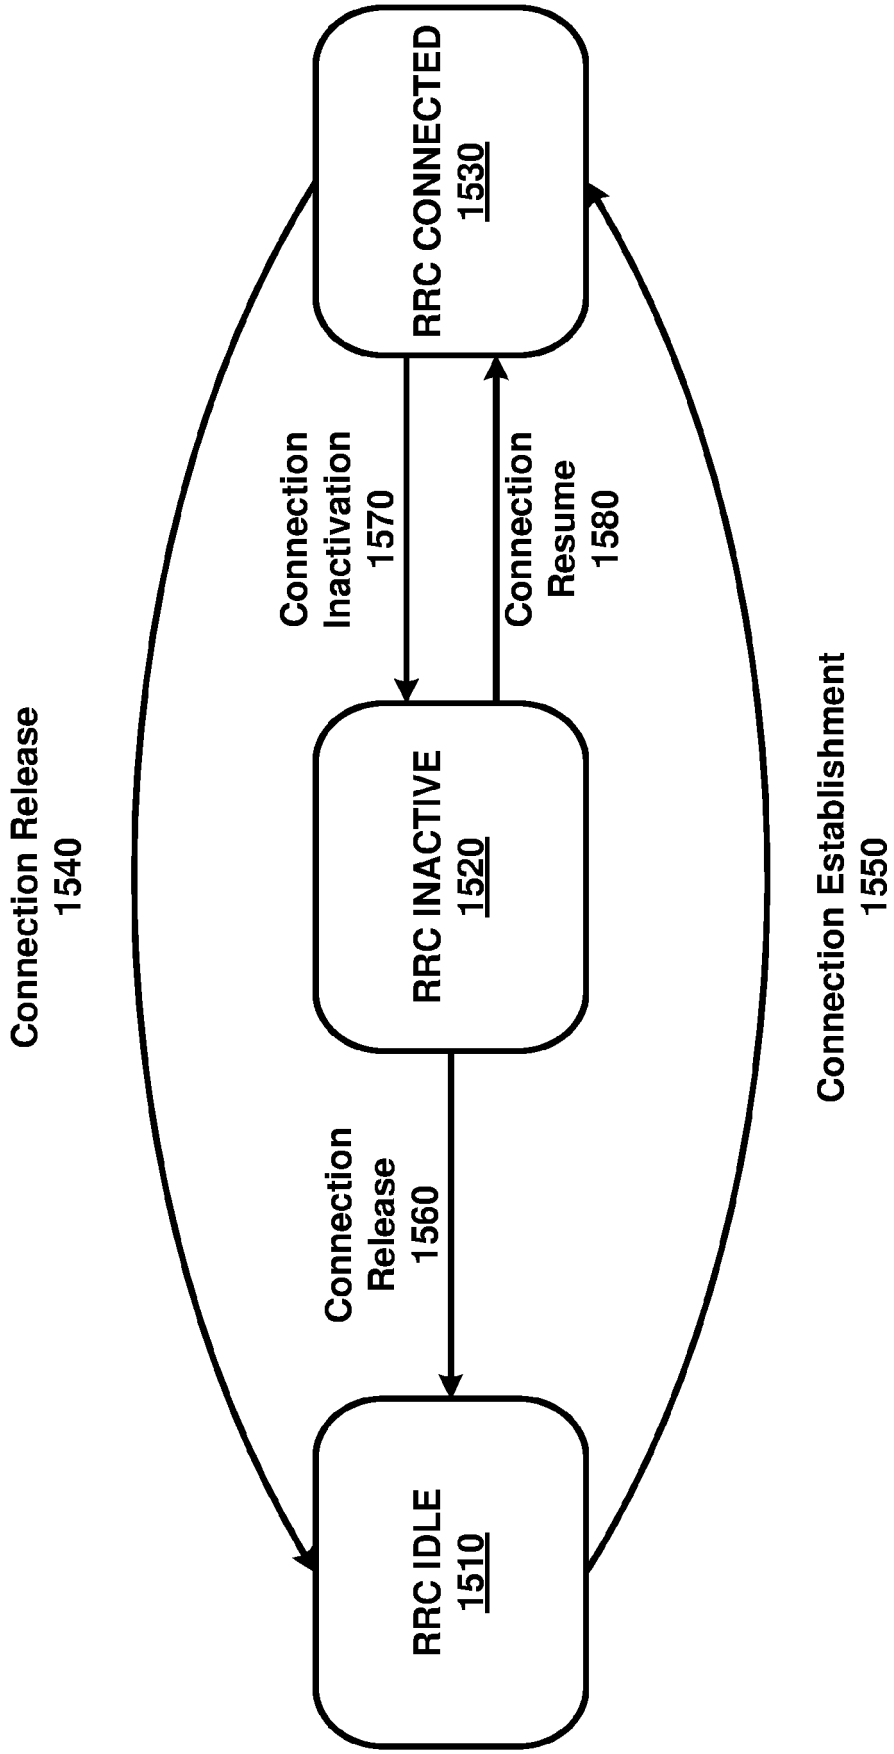 Connection Release
1540
RRC IDLE
1510
Connection
Release
1560
RRC INACTIVE
1520
Connection
Inactivation
1570
Connection
Resume
1580
RRC CONNECTED
1530
Connection Establishment
1550